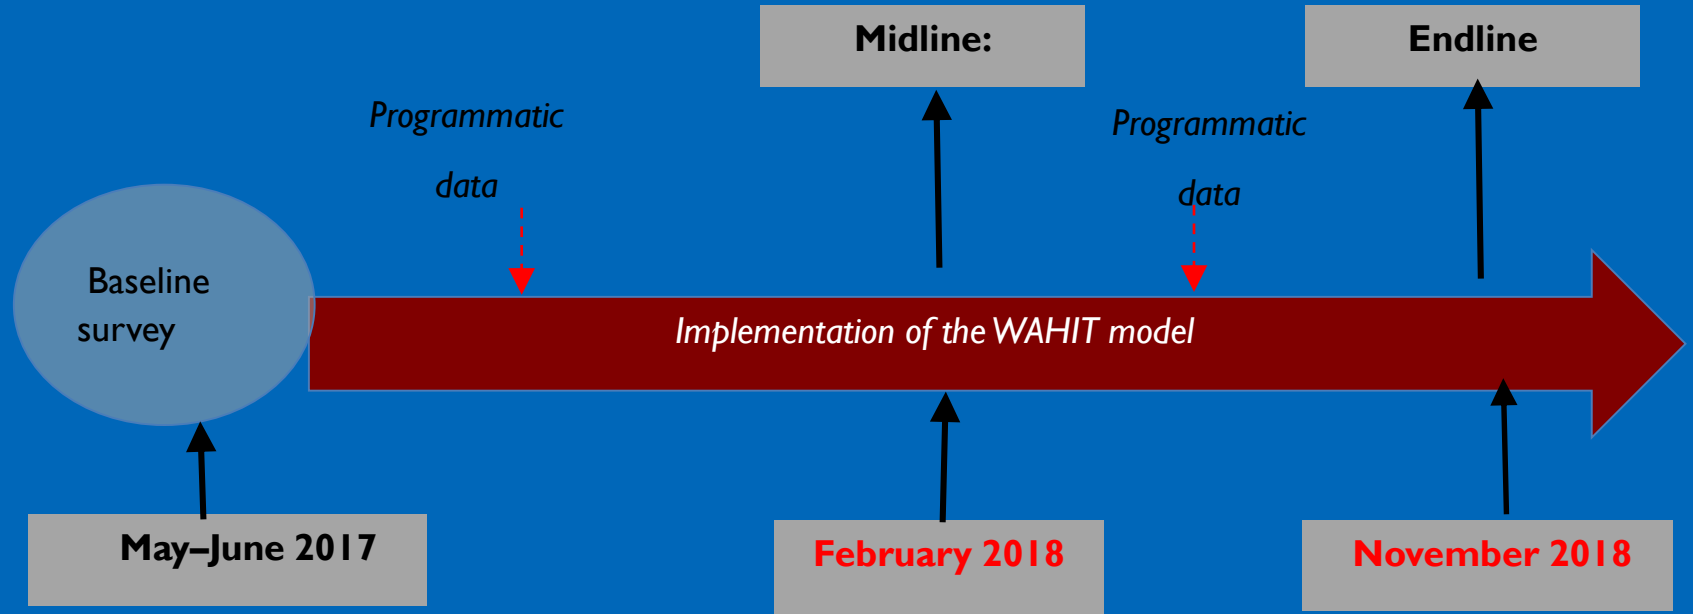 Midline:
Endline
Programmatic
data
Programmatic
data
Baseline
survey
Implementation of the WAHIT model
May–June 2017
February 2018
November 2018